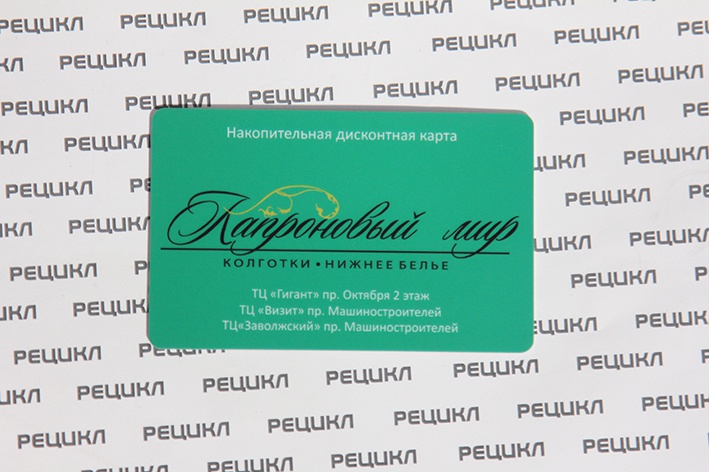 Накопительная дисконтная карта
Капроновый мир
КОЛГОТКИ • НИЖНЕЕ БЕЛЬЕ
ТЦ «Гигант» пр. Октября 2 этаж
ТЦ «Визит» пр. Машиностроителей
ТЦ«Заволжский» пр. Машиностроителей
РЕЦИКЛ